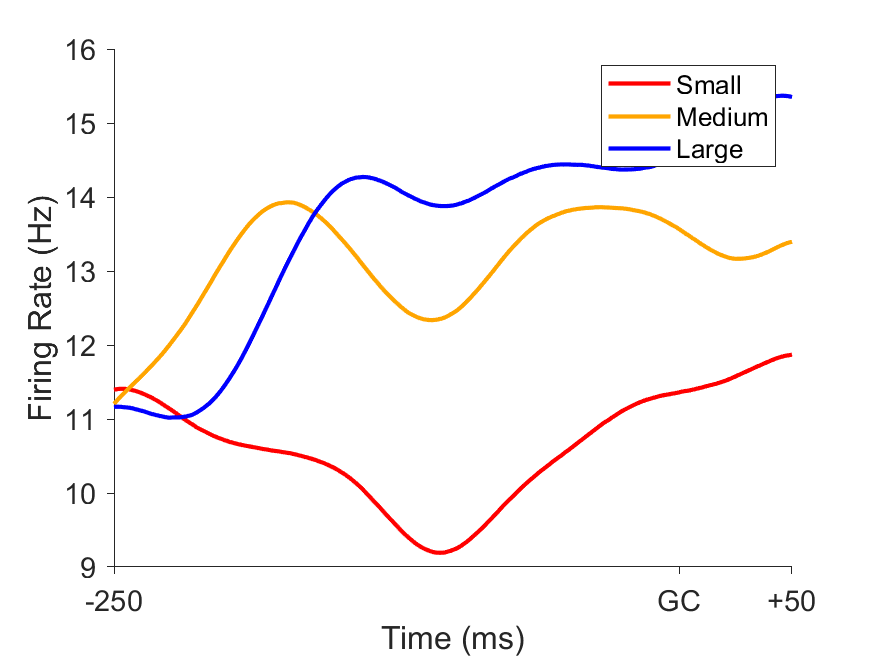 16
15
14
13
12
11
10
9
Firing Rate (Hz)
Small
Medium
Large
-250
GC
+50
Time (ms)